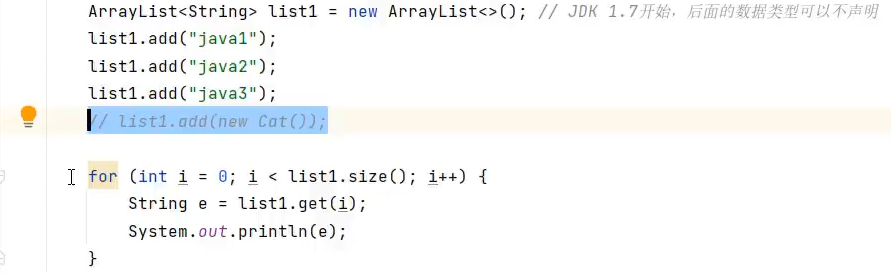 ArrayList<String> list1 = new ArrayList<>(); // JDK 1.7开始，后面的数据类型可以不声明
list1.add("java1");
list1.add("java2");
list1.add("java3");
// list1.add(new Cat());
for (int i = 0; i < list1.size(); i++) {
String e = list1.get(i);
System.out.println(e);
}